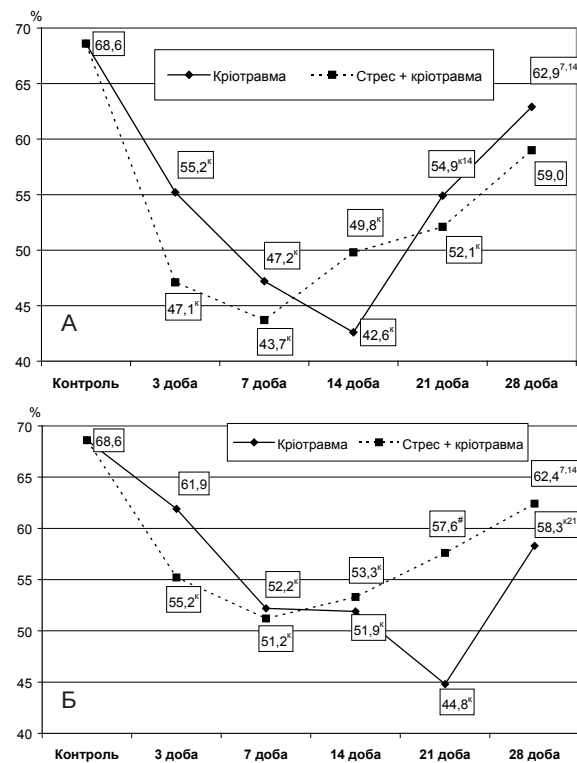 %
70
68,6
62,9⁷,¹⁴
Кріотравма
Стрес + кріотравма
65
60
55,2ᴷ
54,9ᴷ¹⁴
59,0
55
49,8ᴷ
47,2ᴷ
50
52,1ᴷ
45
47,1ᴷ
А
43,7ᴷ
42,6ᴷ
40
Контроль
3 доба
7 доба
14 доба
21 доба
28 доба
%
70
68,6
Кріотравма
Стрес + кріотравма
62,4⁷,¹⁴
65
61,9
57,6#
58,3ᴷ²¹
60
52,2ᴷ
53,3ᴷ
55
55,2ᴷ
50
51,2ᴷ
51,9ᴷ
45
Б
44,8ᴷ
40
Контроль
3 доба
7 доба
14 доба
21 доба
28 доба